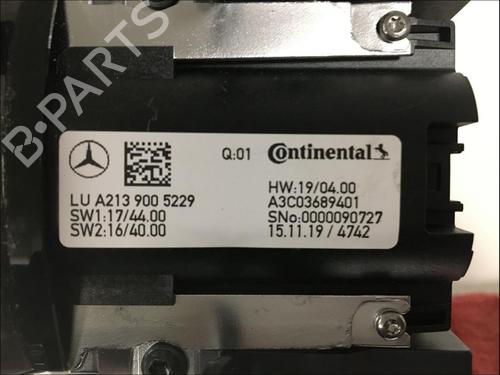 B-PARTS
Q:01
Continental
LU A213 900 5229
SW1:17/44.00
SW2:16/40.00
HW:19/04.00
A3C03689401
SNo:0000090727
15.11.19 / 4742